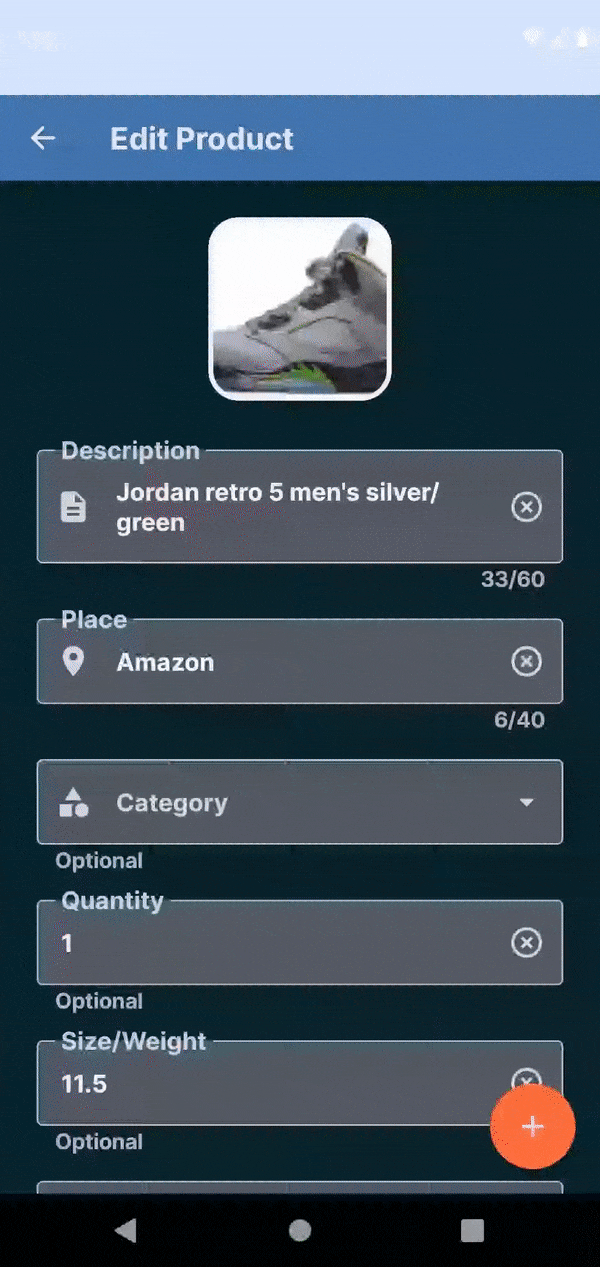 Edit Product
Description
Jordan retro 5 men's silver/
green
33/60
Place
Amazon
6/40
Category
Optional
Quantity
1
Optional
Size/Weight
11.5
Optional